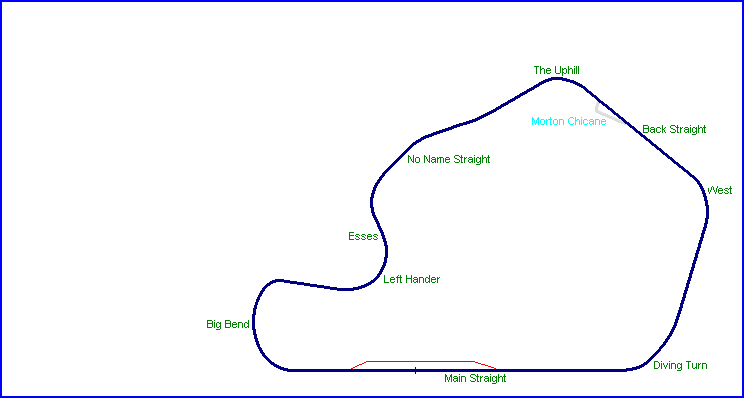 The Uphill
Morton Chicane
Back Straight
No Name Straight
West
Esses
Left Hander
Big Bend
Diving Turn
Main Straight